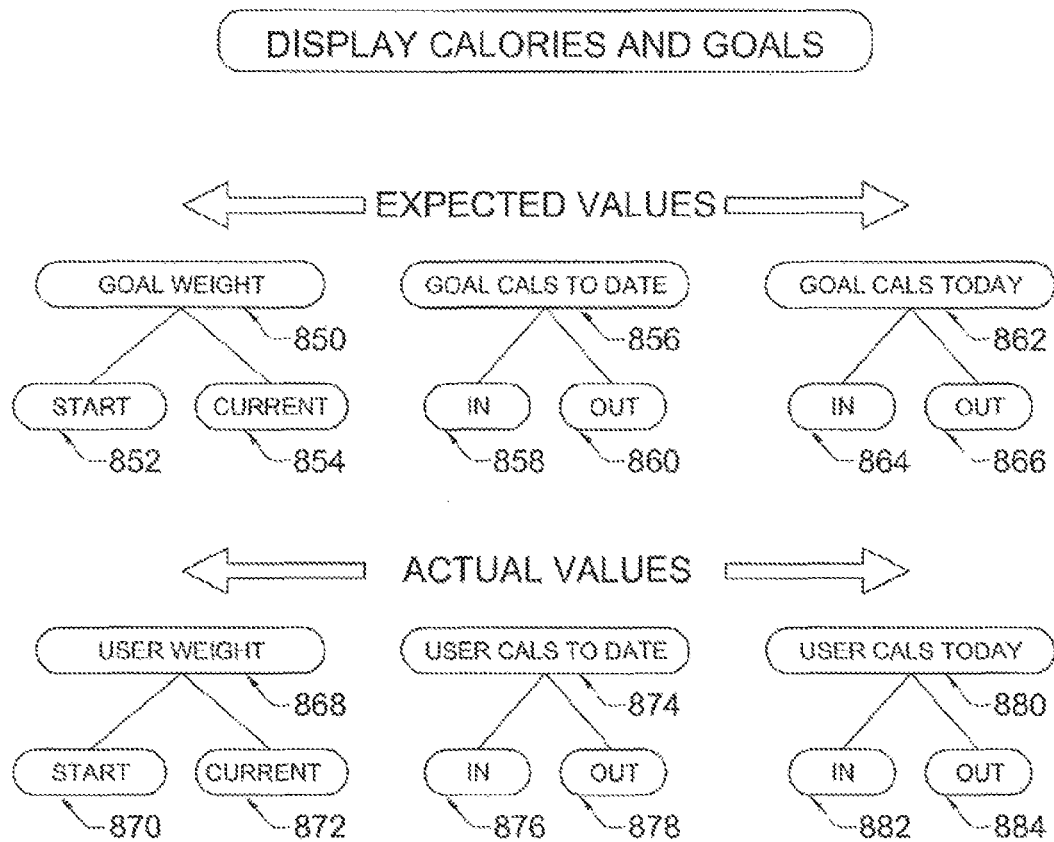 DISPLAY CALORIES AND GOALS
EXPECTED VALUES
GOAL WEIGHT GOAL CALS TO DATE GOAL CALS TODAY
850 856 862
START CURRENT IN OUT IN OUT
852 854 858 860 864 866
ACTUAL VALUES
USER WEIGHT USER CALS TO DATE USER CALS TODAY
868 874 880
START CURRENT IN OUT IN OUT
870 872 876 878 882 884